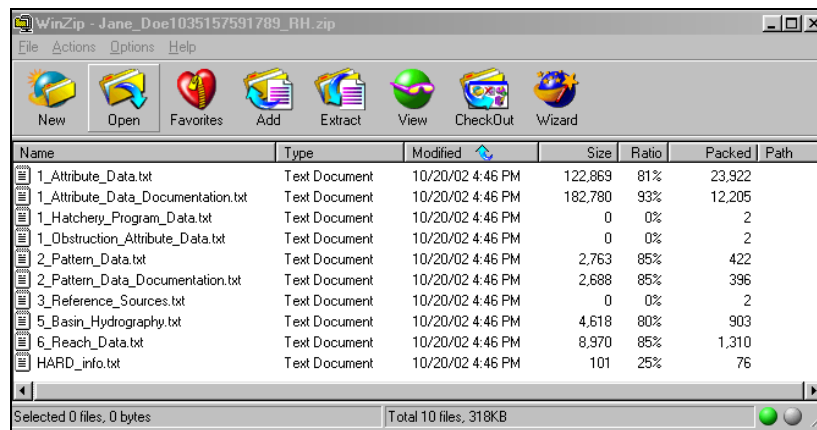 WinZip - Jane_Doe1035157591789_RH.zip
File Actions Options Help
New Open Favorites Add Extract View CheckOut Wizard
Name Type Modified Size Ratio Packed Path
1_Attribute_Data.txt Text Document 10/20/02 4:46 PM 122,869 81% 23,922
1_Attribute_Data_Documentation.txt Text Document 10/20/02 4:46 PM 182,780 93% 12,205
1_Hatchery_Program_Data.txt Text Document 10/20/02 4:46 PM 0 0% 2
1_Obstruction_Attribute_Data.txt Text Document 10/20/02 4:46 PM 0 0% 2
2_Pattern_Data.txt Text Document 10/20/02 4:46 PM 2,763 85% 422
2_Pattern_Data_Documentation.txt Text Document 10/20/02 4:46 PM 2,688 85% 396
3_Reference_Sources.txt Text Document 10/20/02 4:46 PM 0 0% 2
5_Basin_Hydrography.txt Text Document 10/20/02 4:46 PM 4,618 80% 903
6_Reach_Data.txt Text Document 10/20/02 4:46 PM 8,970 85% 1,310
HARD_info.txt Text Document 10/20/02 4:46 PM 101 25% 76
Selected 0 files, 0 bytes Total 10 files, 318KB